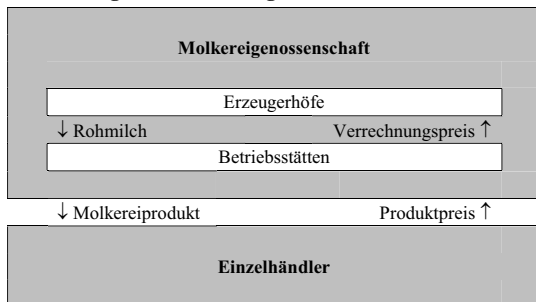 Molkereigenossenschaft
Erzeugerhöfe
↓ Rohmilch Verrechnungspreis ↑
Betriebsstätten
↓ Molkereiprodukt Produktpreis ↑
Einzelhändler